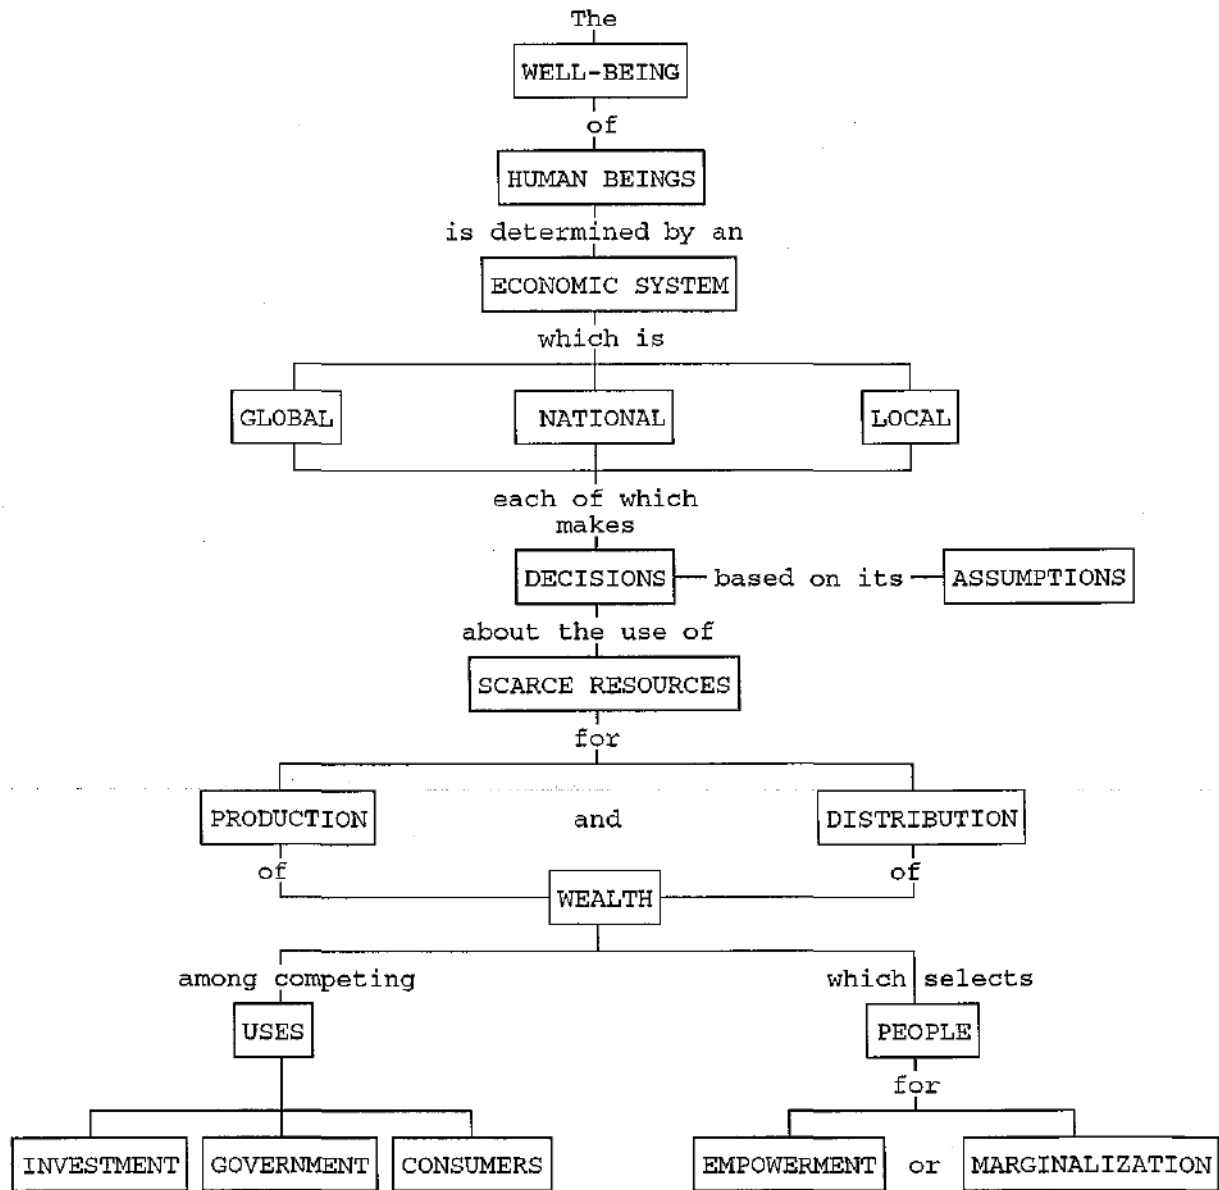 The
WELL-BEING
of
HUMAN BEINGS
is determined by an
ECONOMIC SYSTEM
which is
GLOBAL NATIONAL LOCAL
each of which
makes
DECISIONS based on its ASSUMPTIONS
about the use of
SCARCE RESOURCES
for
PRODUCTION and DISTRIBUTION
of of
WEALTH
among competing which selects
USES PEOPLE
for
INVESTMENT GOVERNMENT CONSUMERS EMPOWERMENT or MARGINALIZATION